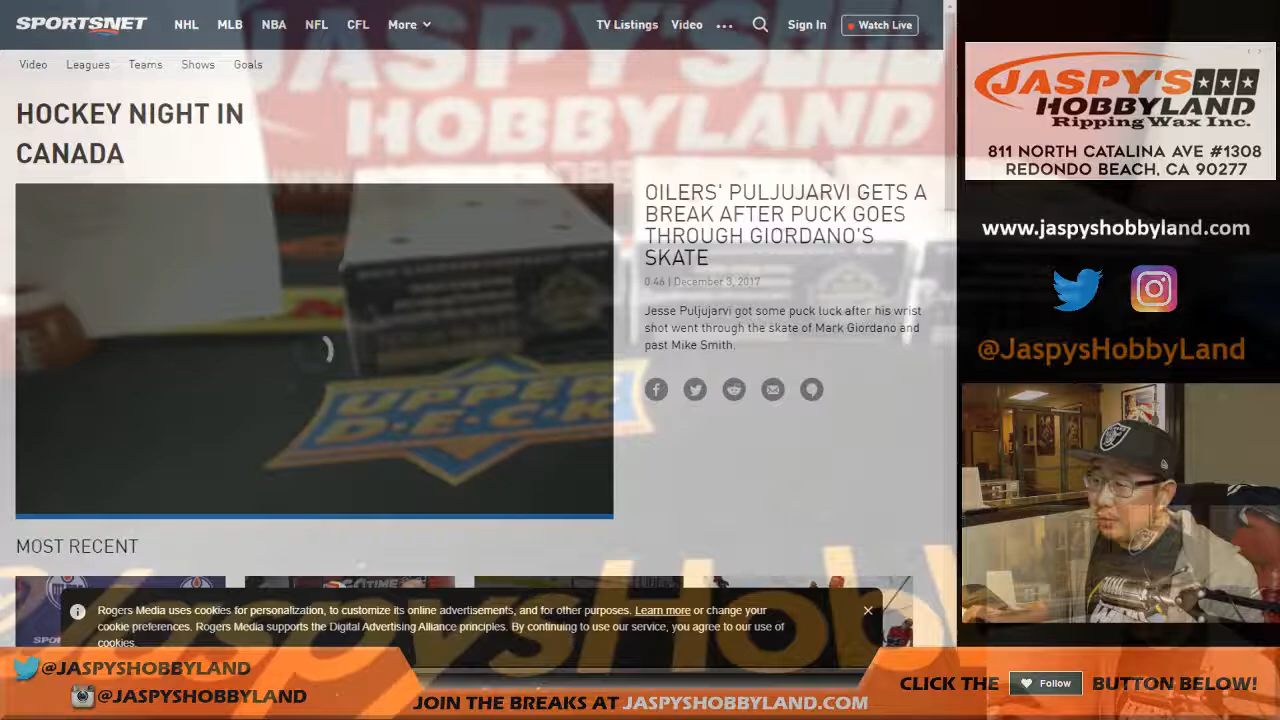 SPORTSNET
NHL MLB NBA NFL CFL More
TV Listings Video ••• Sign In Watch Live
Video Leagues Teams Shows Goals
HOCKEY NIGHT IN
CANADA
JASPY'S
HOBBYLAND
UPPER
D•E•C•K
OILERS' PULJUJARVI GETS A
BREAK AFTER PUCK GOES
THROUGH GIORDANO'S
SKATE
0:46 | December 3, 2017
Jesse Puljujarvi got some puck luck after his wrist
shot went through the skate of Mark Giordano and
past Mike Smith.
MOST RECENT
Rogers Media uses cookies for personalization, to customize its online advertisements, and for other purposes. Learn more or change your
cookie preferences. Rogers Media supports the Digital Advertising Alliance principles. By continuing to use our service, you agree to our use of
cookies.
JASPY'S
HOBBYLAND
Ripping Wax Inc.
811 NORTH CATALINA AVE #1308
REDONDO BEACH, CA 90277
www.jaspyshobbyland.com
@JaspysHobbyLand
@JASPYSHOBBYLAND
@JASPYSHOBBYLAND
JOIN THE BREAKS AT JASPYSHOBBYLAND.COM
CLICK THE Follow BUTTON BELOW!